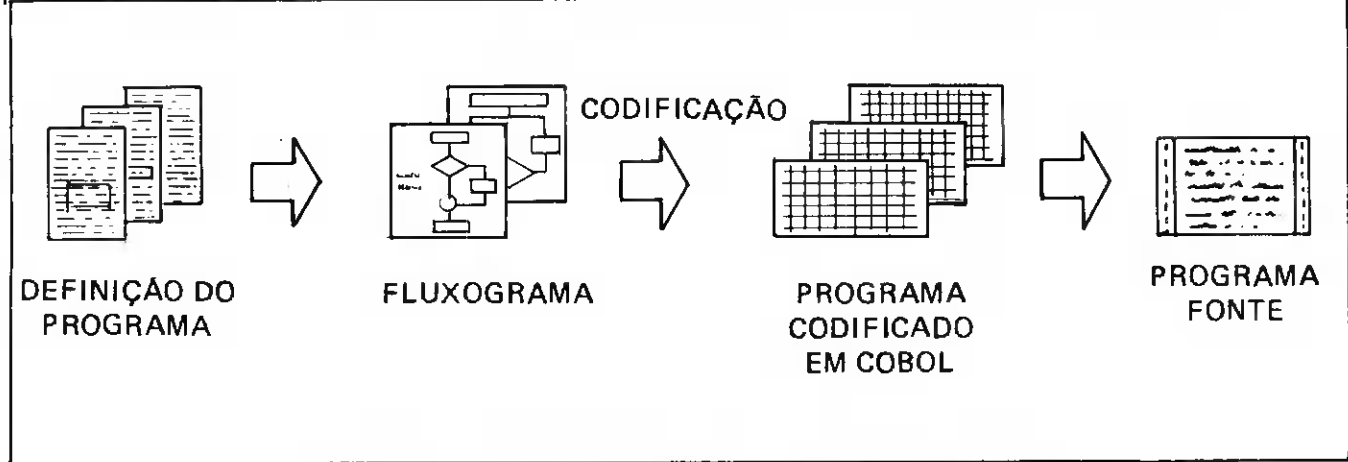 CODIFICAÇÃO
DEFINIÇÃO DO
PROGRAMA
FLUXOGRAMA
PROGRAMA
CODIFICADO
EM COBOL
PROGRAMA
FONTE